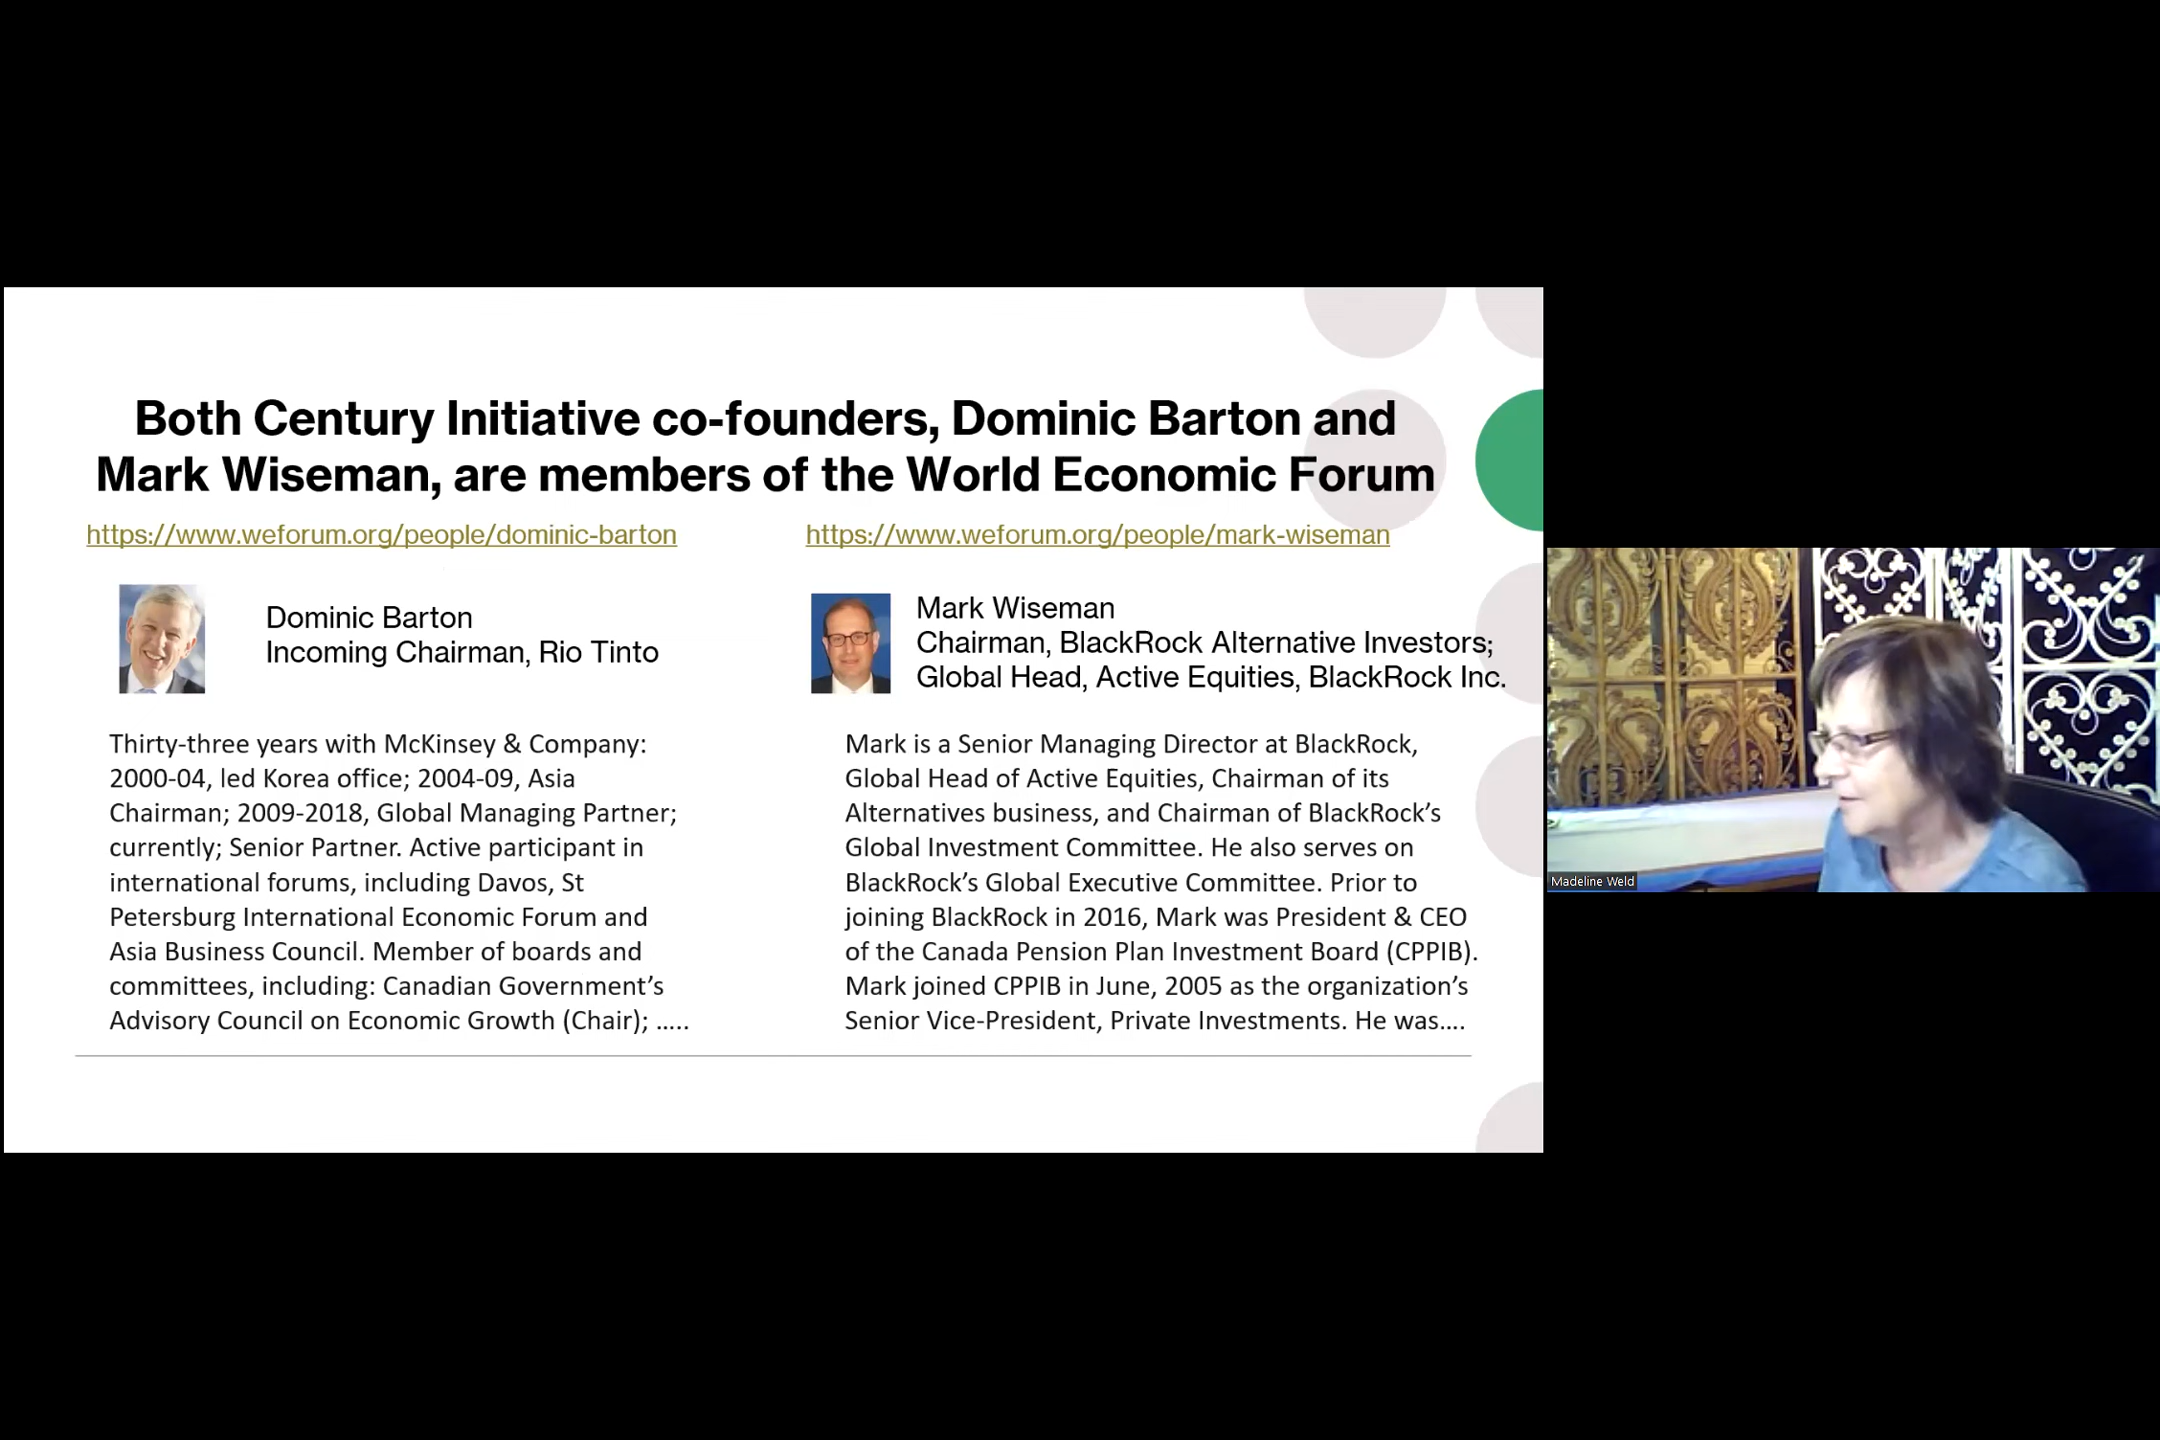 Both Century Initiative co-founders, Dominic Barton and
Mark Wiseman, are members of the World Economic Forum
https://www.weforum.org/people/dominic-barton
Dominic Barton
Incoming Chairman, Rio Tinto
Thirty-three years with McKinsey & Company:
2000-04, led Korea office; 2004-09, Asia
Chairman; 2009-2018, Global Managing Partner;
currently; Senior Partner. Active participant in
international forums, including Davos, St
Petersburg International Economic Forum and
Asia Business Council. Member of boards and
committees, including: Canadian Government’s
Advisory Council on Economic Growth (Chair); .....
https://www.weforum.org/people/mark-wiseman
Mark Wiseman
Chairman, BlackRock Alternative Investors;
Global Head, Active Equities, BlackRock Inc.
Mark is a Senior Managing Director at BlackRock,
Global Head of Active Equities, Chairman of its
Alternatives business, and Chairman of BlackRock’s
Global Investment Committee. He also serves on
BlackRock’s Global Executive Committee. Prior to
joining BlackRock in 2016, Mark was President & CEO
of the Canada Pension Plan Investment Board (CPPIB).
Mark joined CPPIB in June, 2005 as the organization’s
Senior Vice-President, Private Investments. He was....
Madeline Weld